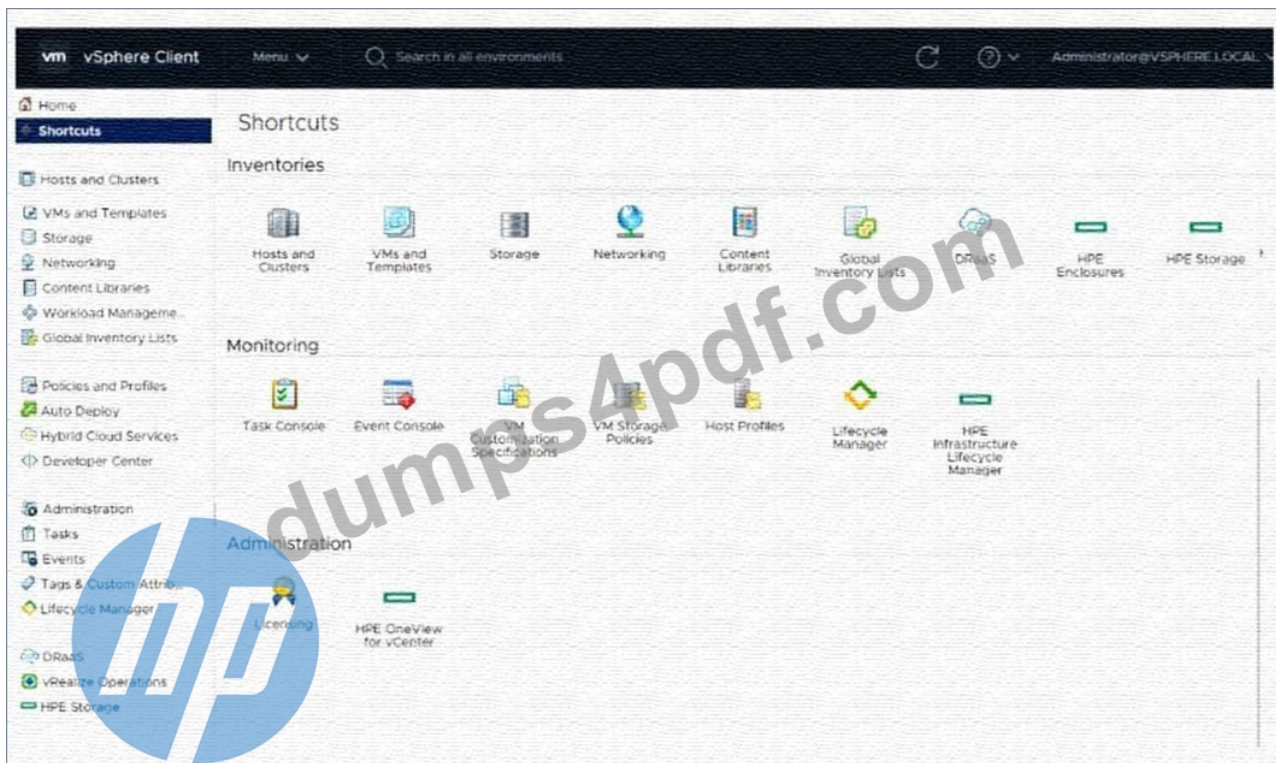 vm vSphere Client Menu Search in all environments Administrator@VSPHERE.LOCAL
Home
Shortcuts
Hosts and Clusters
VMs and Templates
Storage
Networking
Content Libraries
Workload Manageme...
Global Inventory Lists
Policies and Profiles
Auto Deploy
Hybrid Cloud Services
Developer Center
Administration
Tasks
Events
Tags & Custom Attrib...
Lifecycle Manager
DRaaS
vRealize Operations
HPE Storage
Shortcuts
Inventories
Hosts and
Clusters
VMs and
Templates
Storage
Networking
Content
Libraries
Global
Inventory Lists
DRaaS
HPE
Enclosures
HPE Storage
Monitoring
Task Console
Event Console
VM
Customization
Specifications
VM Storage
Policies
Host Profiles
Lifecycle
Manager
HPE
Infrastructure
Lifecycle
Manager
Administration
Licensing
HPE OneView
for vCenter
dumps4pdf.com
hp